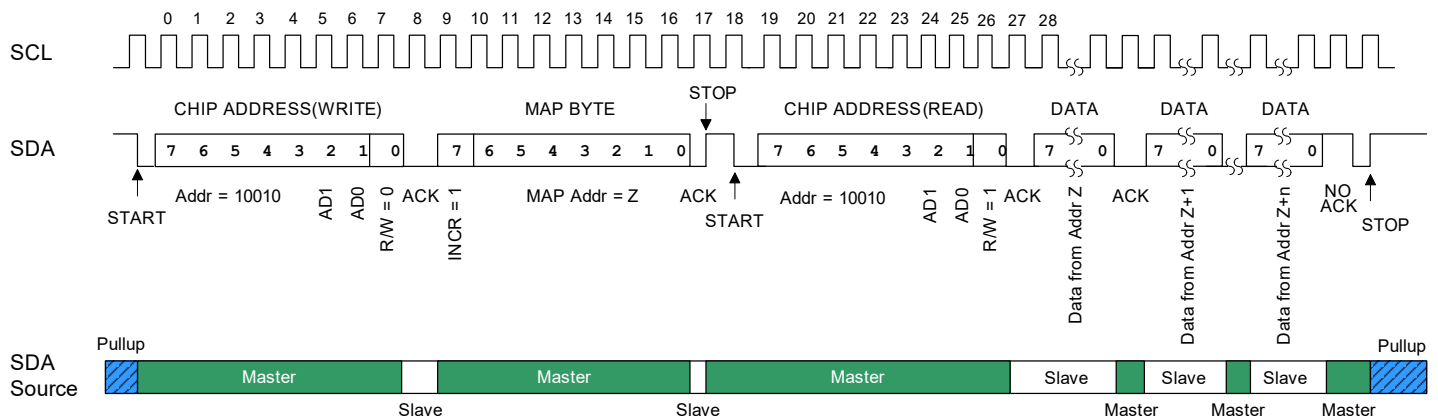 0 1 2 3 4 5 6 7 8 9 10 11 12 13 14 15 16 17 18 19 20 21 22 23 24 25 26 27 28
SCL
STOP
CHIP ADDRESS(WRITE) MAP BYTE CHIP ADDRESS(READ) DATA DATA DATA
SDA
7 6 5 4 3 2 1 0 7 6 5 4 3 2 1 0 7 6 5 4 3 2 1 0 7 0 7 0 7 0
START
Addr = 10010
AD1
AD0
R/W = 0
ACK
INCR = 1
MAP Addr = Z
ACK
START
Addr = 10010
AD1
AD0
R/W = 1
ACK
Data from Addr Z
ACK
Data from Addr Z+1
Data from Addr Z+n
NO
ACK
STOP
Pullup Pullup
SDA
Source
Master Master Master Slave Slave Slave
Slave Slave Master Master Master